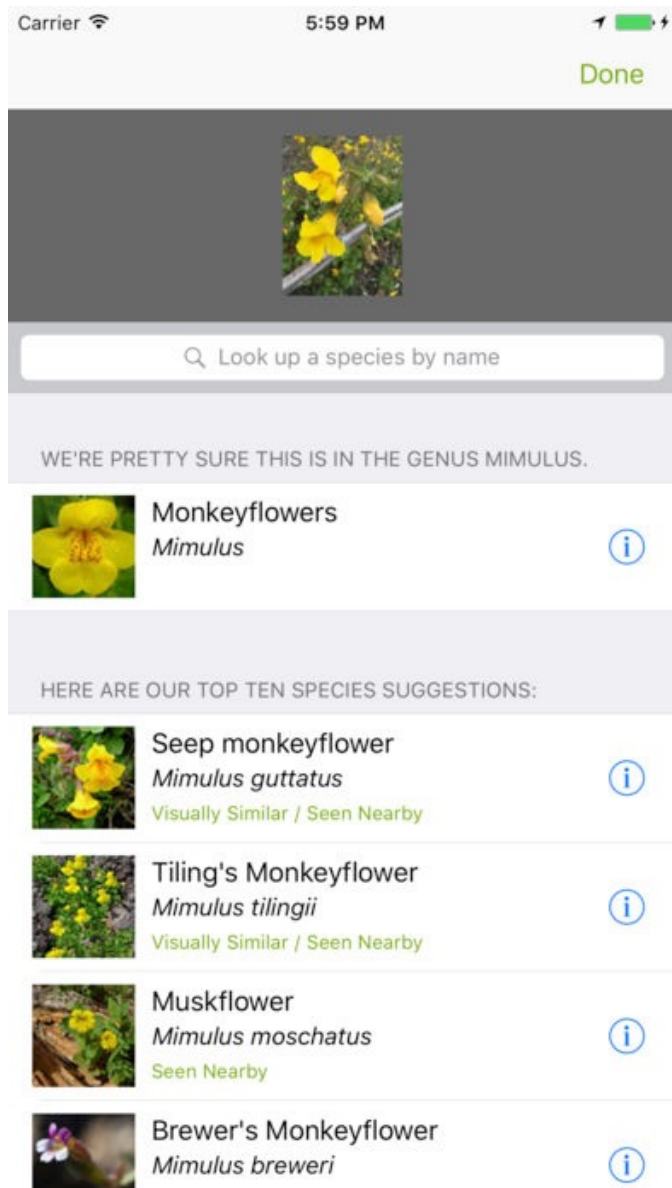 Carrier 5:59 PM
Done
Look up a species by name
WE'RE PRETTY SURE THIS IS IN THE GENUS MIMULUS.
Monkeyflowers
Mimulus
HERE ARE OUR TOP TEN SPECIES SUGGESTIONS:
Seep monkeyflower
Mimulus guttatus
Visually Similar / Seen Nearby
Tiling's Monkeyflower
Mimulus tilingii
Visually Similar / Seen Nearby
Muskflower
Mimulus moschatus
Seen Nearby
Brewer's Monkeyflower
Mimulus breweri